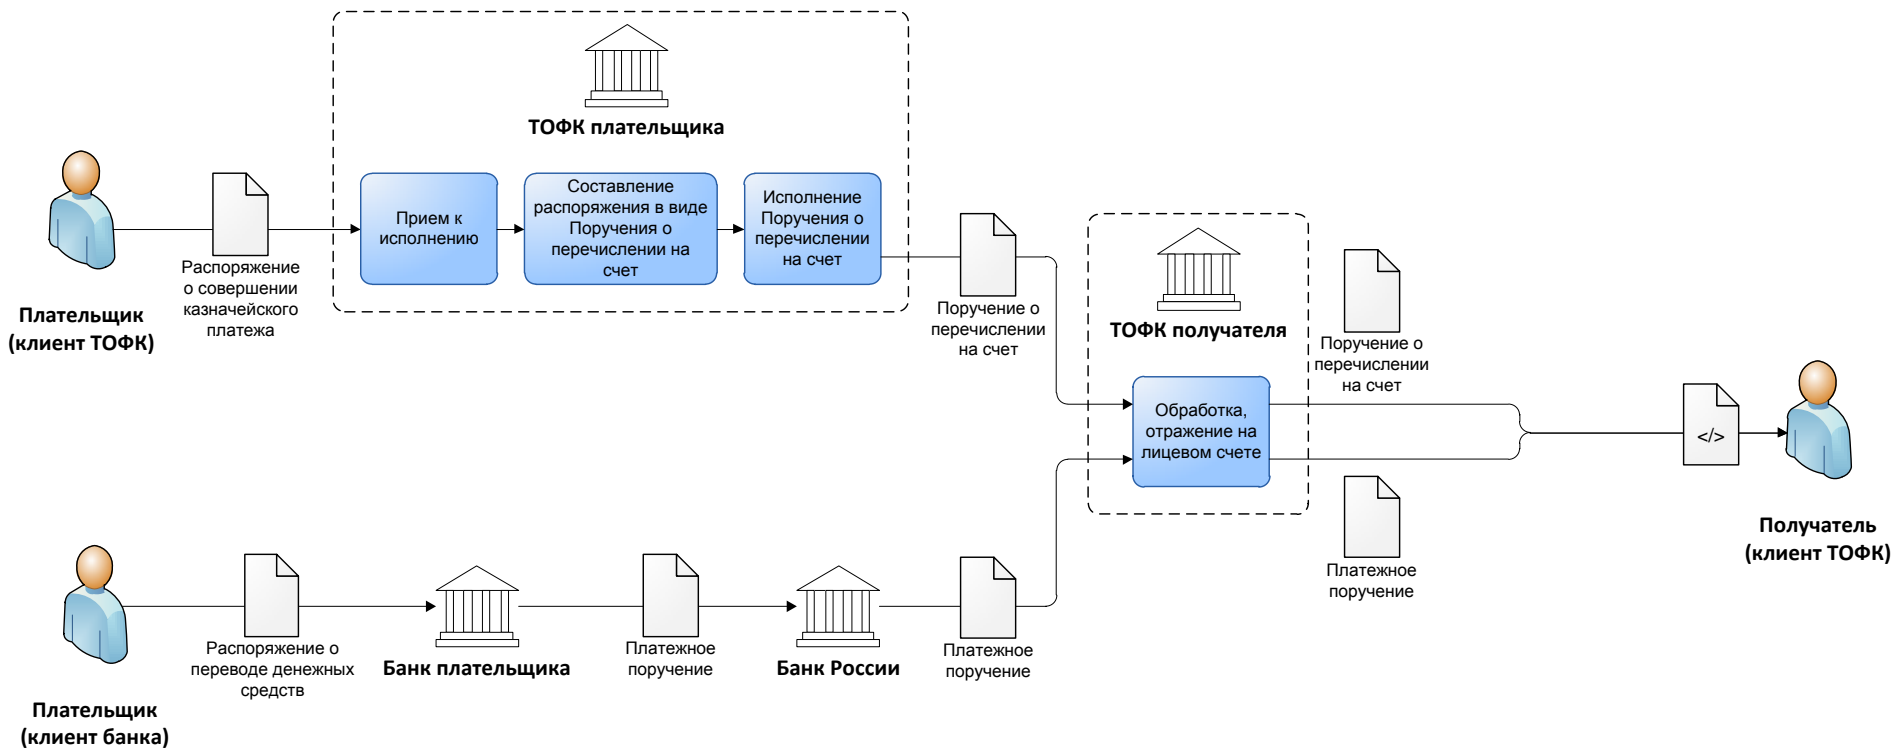 ТОФК плательщика
Прием к
исполнению
Составление
распоряжения в виде
Поручения о
перечислении на
счет
Исполнение
Поручения о
перечислении
на счет
Распоряжение
о совершении
казначейского
платежа
Плательщик
(клиент ТОФК)
Поручение о
перечислении
на счет
ТОФК получателя
Обработка,
отражение на
лицевом счете
Поручение о
перечислении
на счет
</>
Платежное
поручение
Получатель
(клиент ТОФК)
Распоряжение о
переводе денежных
средств
Банк плательщика
Платежное
поручение
Банк России
Платежное
поручение
Плательщик
(клиент банка)